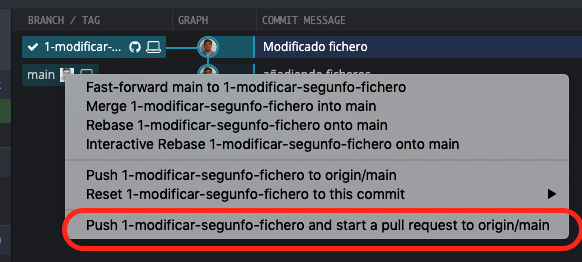 BRANCH / TAG GRAPH COMMIT MESSAGE
1-modificar-... Modificado fichero
main añadiendo ficheros
Fast-forward main to 1-modificar-segunfo-fichero
Merge 1-modificar-segunfo-fichero into main
Rebase 1-modificar-segunfo-fichero onto main
Interactive Rebase 1-modificar-segunfo-fichero onto main
Push 1-modificar-segunfo-fichero to origin/main
Reset 1-modificar-segunfo-fichero to this commit
Push 1-modificar-segunfo-fichero and start a pull request to origin/main